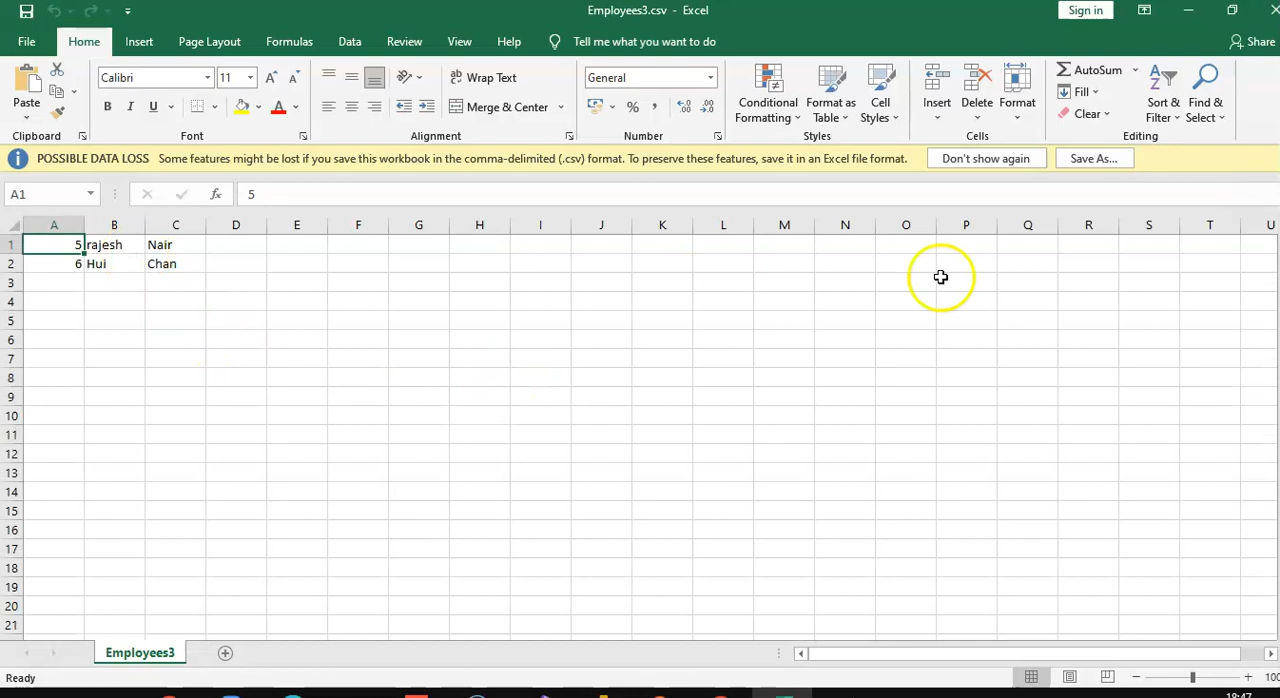 Employees3.csv - Excel
Sign in
File Home Insert Page Layout Formulas Data Review View Help Tell me what you want to do Share
Paste
Calibri 11
B I U A
Wrap Text
Merge & Center
General
% ,
Conditional Formatting
Format as Table
Cell Styles
Insert Delete Format
AutoSum
Fill
Clear
Sort & Filter
Find & Select
Clipboard Font Alignment Number Styles Cells Editing
POSSIBLE DATA LOSS Some features might be lost if you save this workbook in the comma-delimited (.csv) format. To preserve these features, save it in an Excel file format. Don't show again Save As...
A1 fx 5
A B C D E F G H I J K L M N O P Q R S T U
1 5 rajesh Nair
2 6 Hui Chan
3
4
5
6
7
8
9
10
11
12
13
14
15
16
17
18
19
20
21
Employees3
Ready